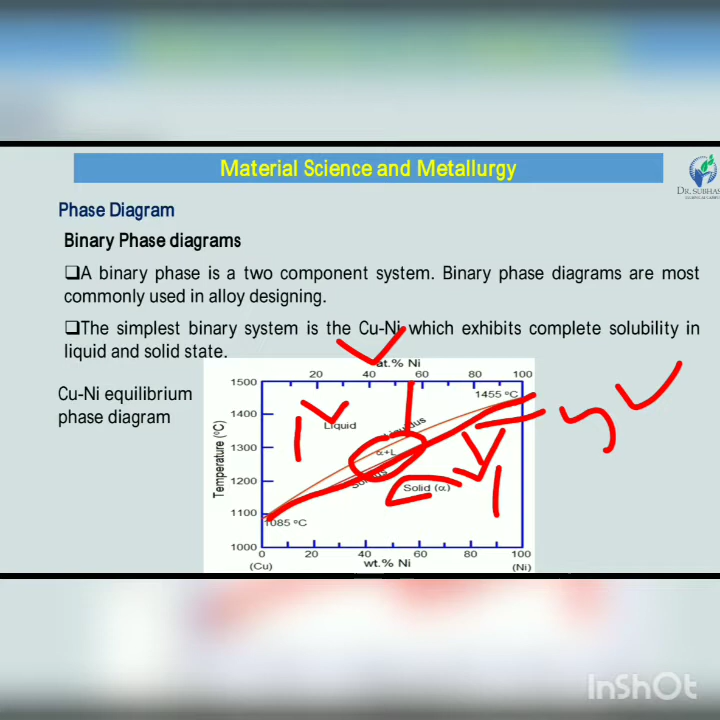 Material Science and Metallurgy
DR. SUBHAS
Phase Diagram
Binary Phase diagrams
❑A binary phase is a two component system. Binary phase diagrams are most
commonly used in alloy designing.
❑The simplest binary system is the Cu-Ni which exhibits complete solubility in
liquid and solid state.
Cu-Ni equilibrium
phase diagram
at.% Ni
20 40 60 80 100
1500
1400
1300
1200
1100
1000
Temperature (°C)
1455 °C
Liquid
Liquidus
α+L
Solid (α)
1085 °C
0 20 40 60 80 100
(Cu) wt.% Ni (Ni)
InShOt